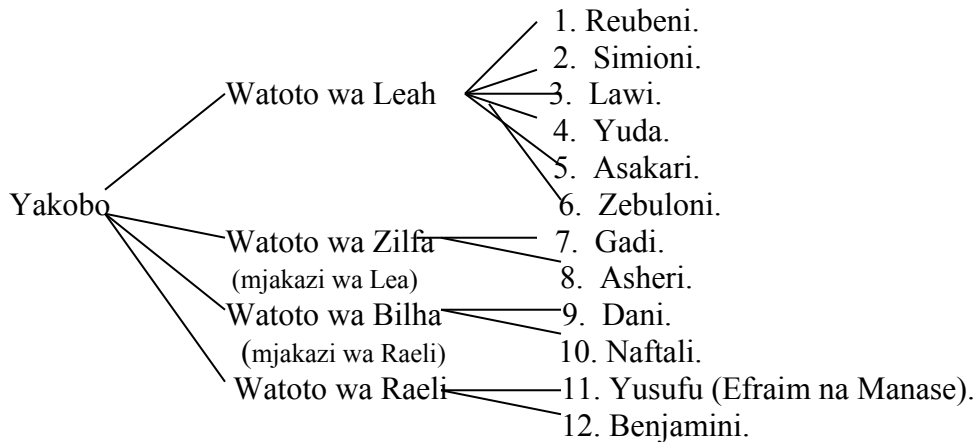 1. Reubeni.
2. Simioni.
Watoto wa Leah
3. Lawi.
4. Yuda.
5. Asakari.
Yakobo
6. Zebuloni.
Watoto wa Zilfa
7. Gadi.
(mjakazi wa Lea)
8. Asheri.
Watoto wa Bilha
9. Dani.
(mjakazi wa Raeli)
10. Naftali.
Watoto wa Raeli
11. Yusufu (Efraim na Manase).
12. Benjamini.